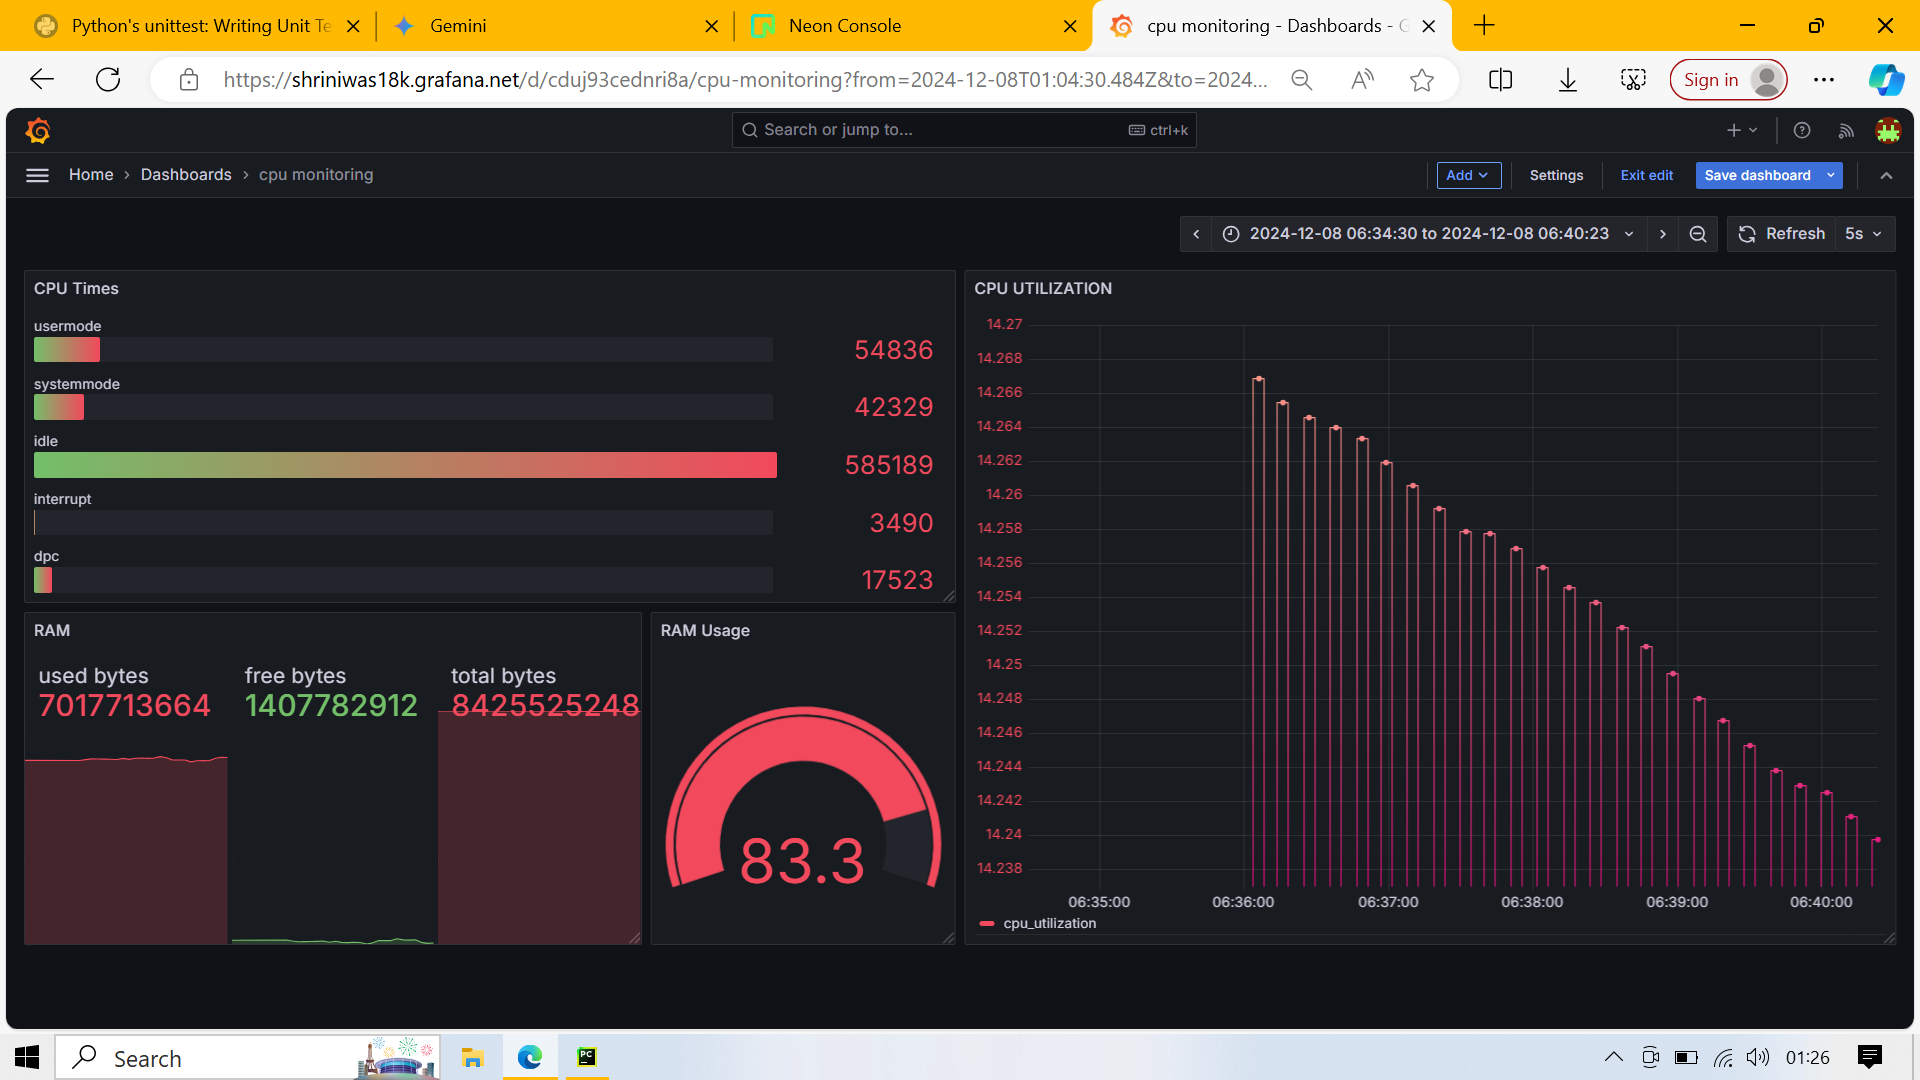 Python's unittest: Writing Unit Te
Gemini
Neon Console
cpu monitoring - Dashboards - G
https://shriniwas18k.grafana.net/d/cduj93cednri8a/cpu-monitoring?from=2024-12-08T01:04:30.484Z&to=2024...
Sign in
Search or jump to...
ctrl+k
Home > Dashboards > cpu monitoring
Add
Settings
Exit edit
Save dashboard
2024-12-08 06:34:30 to 2024-12-08 06:40:23
Refresh
5s
CPU Times
usermode
54836
systemmode
42329
idle
585189
interrupt
3490
dpc
17523
RAM
used bytes
7017713664
free bytes
1407782912
total bytes
8425525248
RAM Usage
83.3
CPU UTILIZATION
14.27
14.268
14.266
14.264
14.262
14.26
14.258
14.256
14.254
14.252
14.25
14.248
14.246
14.244
14.242
14.24
14.238
06:35:00
06:36:00
06:37:00
06:38:00
06:39:00
06:40:00
cpu_utilization
Search
PC
01:26